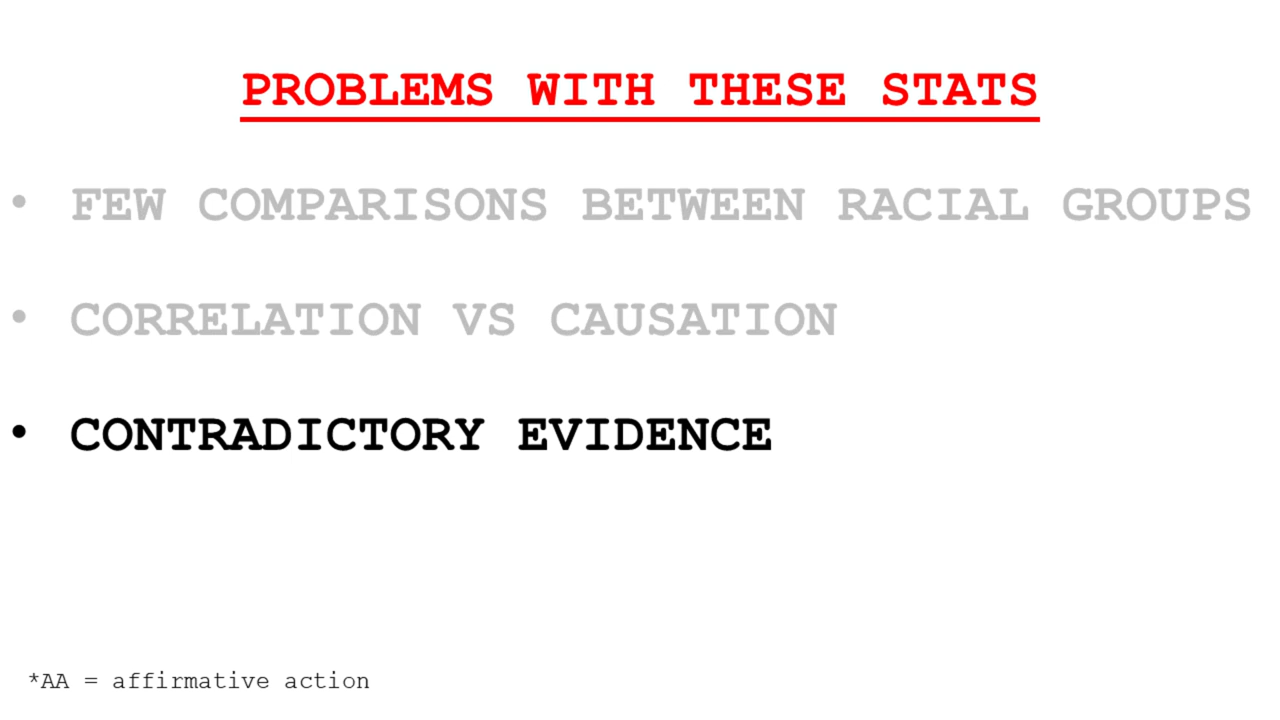 PROBLEMS WITH THESE STATS
• FEW COMPARISONS BETWEEN RACIAL GROUPS
• CORRELATION VS CAUSATION
• CONTRADICTORY EVIDENCE
*AA = affirmative action